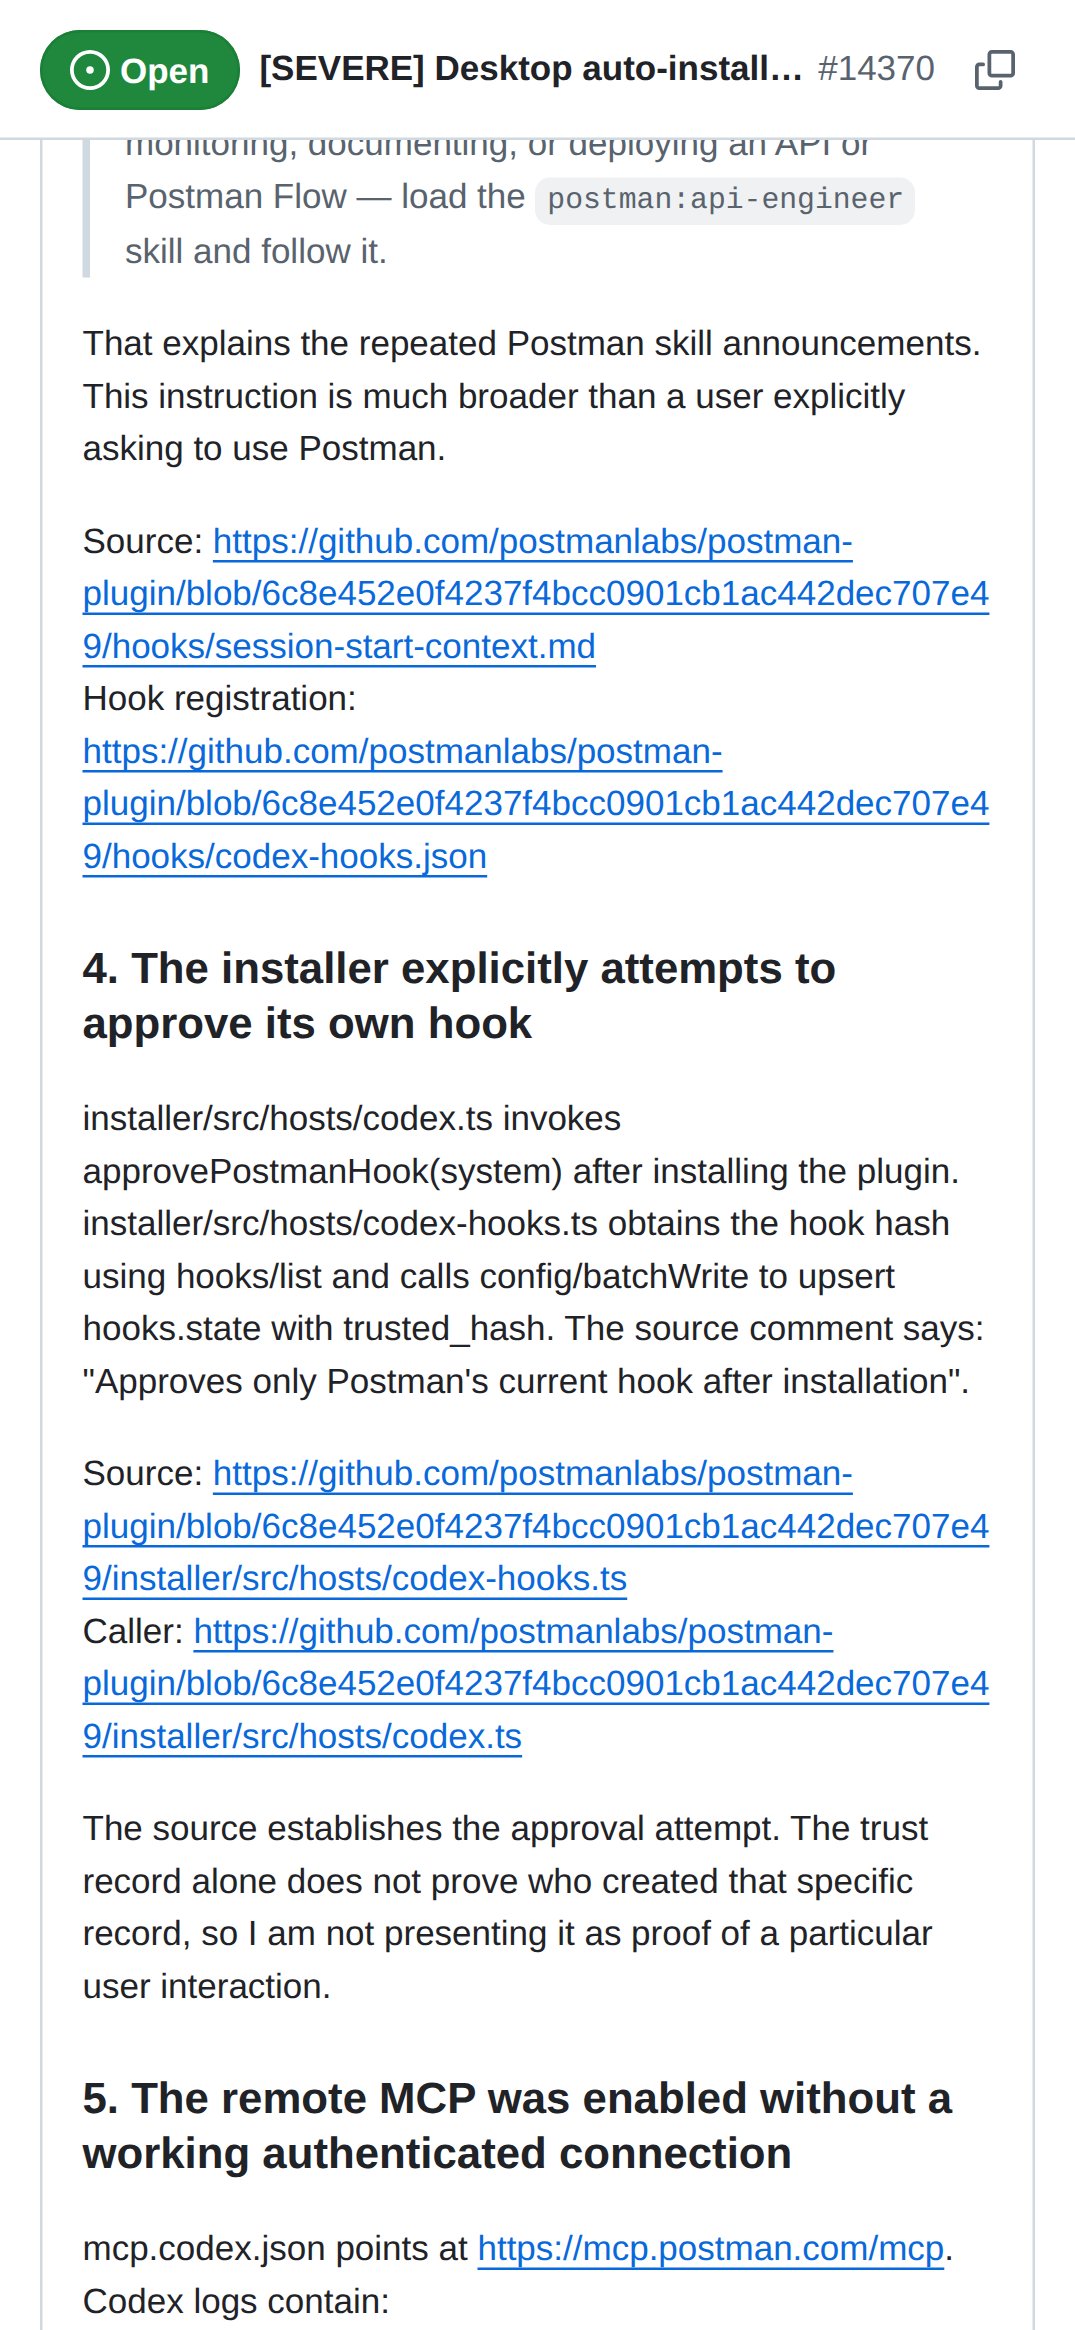 Open [SEVERE] Desktop auto-install… #14370
monitoring, documenting, or deploying an API or
Postman Flow — load the postman:api-engineer
skill and follow it.
That explains the repeated Postman skill announcements.
This instruction is much broader than a user explicitly
asking to use Postman.
Source: https://github.com/postmanlabs/postman-
plugin/blob/6c8e452e0f4237f4bcc0901cb1ac442dec707e4
9/hooks/session-start-context.md
Hook registration:
https://github.com/postmanlabs/postman-
plugin/blob/6c8e452e0f4237f4bcc0901cb1ac442dec707e4
9/hooks/codex-hooks.json
4. The installer explicitly attempts to
approve its own hook
installer/src/hosts/codex.ts invokes
approvePostmanHook(system) after installing the plugin.
installer/src/hosts/codex-hooks.ts obtains the hook hash
using hooks/list and calls config/batchWrite to upsert
hooks.state with trusted_hash. The source comment says:
"Approves only Postman's current hook after installation".
Source: https://github.com/postmanlabs/postman-
plugin/blob/6c8e452e0f4237f4bcc0901cb1ac442dec707e4
9/installer/src/hosts/codex-hooks.ts
Caller: https://github.com/postmanlabs/postman-
plugin/blob/6c8e452e0f4237f4bcc0901cb1ac442dec707e4
9/installer/src/hosts/codex.ts
The source establishes the approval attempt. The trust
record alone does not prove who created that specific
record, so I am not presenting it as proof of a particular
user interaction.
5. The remote MCP was enabled without a
working authenticated connection
mcp.codex.json points at https://mcp.postman.com/mcp.
Codex logs contain: